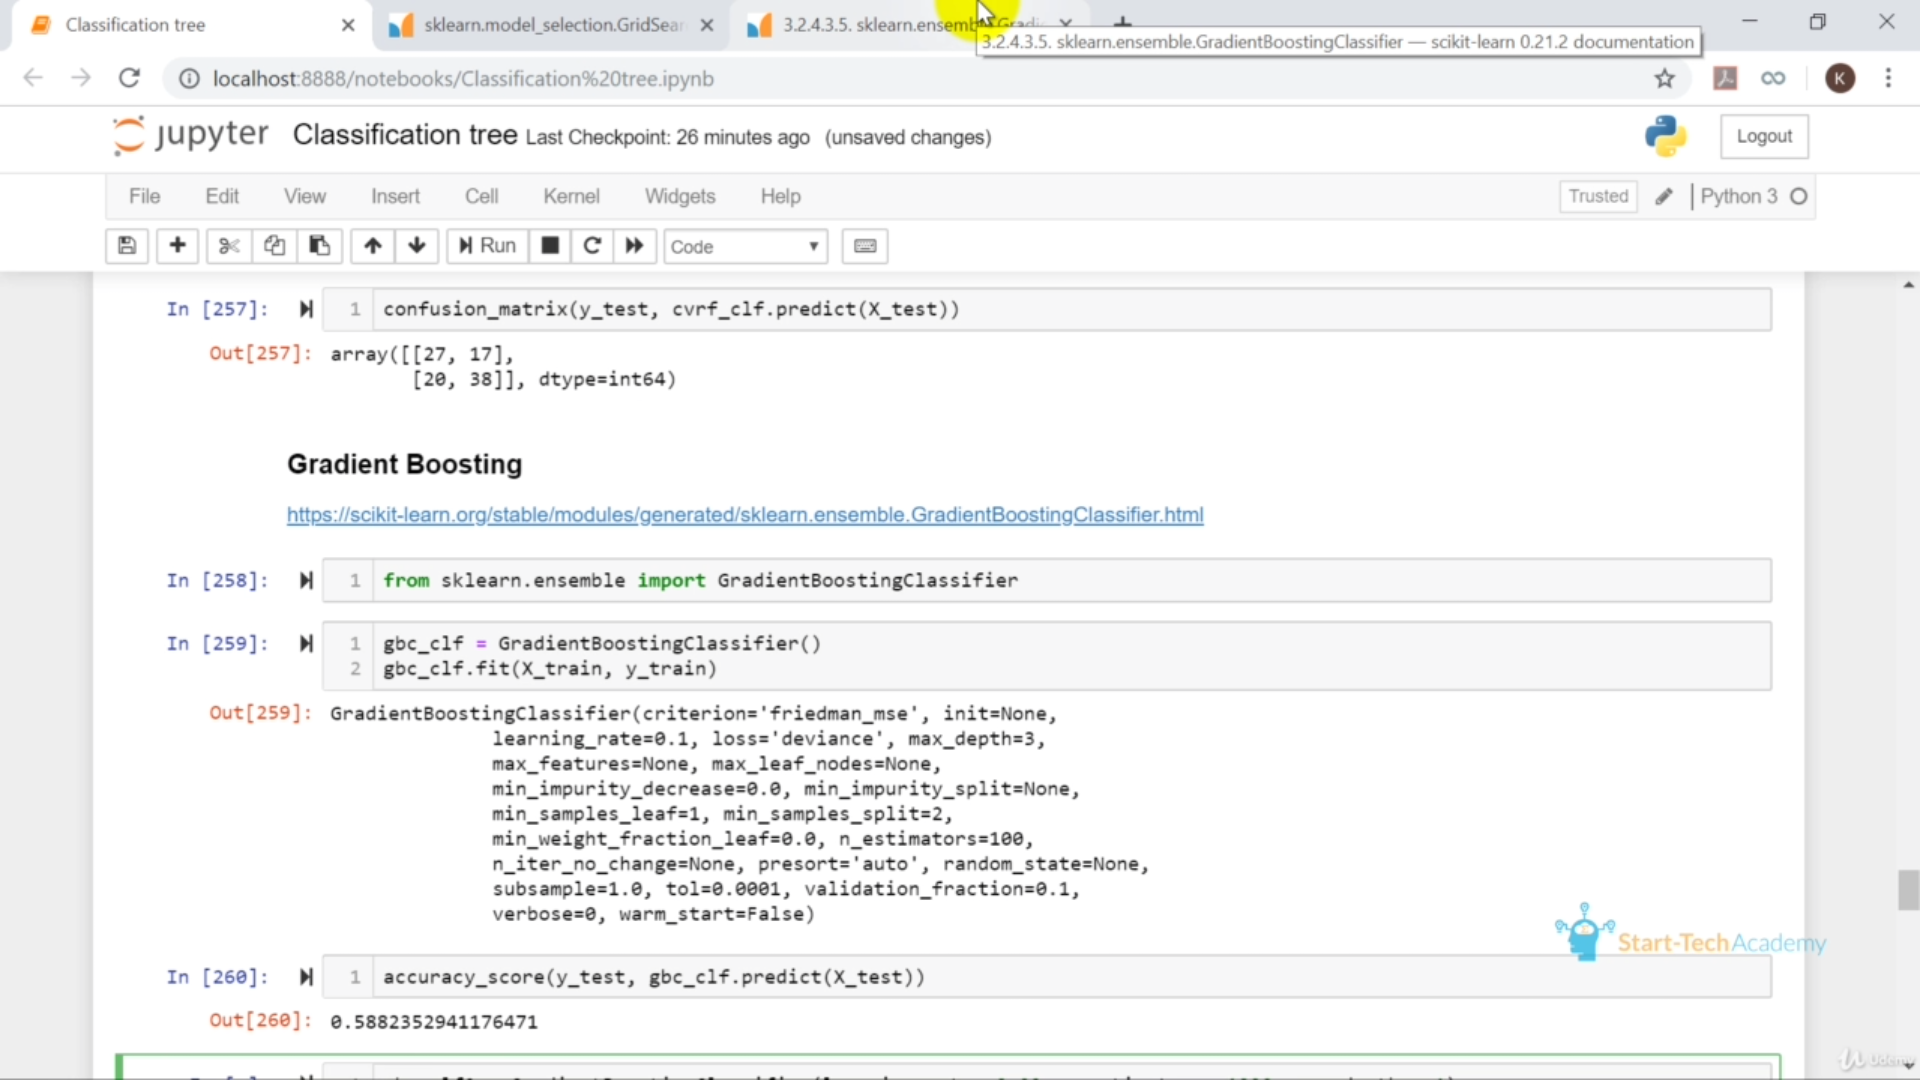 Classification tree
sklearn.model_selection.GridSear
3.2.4.3.5. sklearn.ensemble.Gradi
3.2.4.3.5. sklearn.ensemble.GradientBoostingClassifier — scikit-learn 0.21.2 documentation
localhost:8888/notebooks/Classification%20tree.ipynb
K
jupyter Classification tree Last Checkpoint: 26 minutes ago (unsaved changes)
Logout
File Edit View Insert Cell Kernel Widgets Help
Trusted Python 3
Run Code
In [257]: 1 confusion_matrix(y_test, cvrf_clf.predict(X_test))
Out[257]: array([[27, 17],
[20, 38]], dtype=int64)
Gradient Boosting
https://scikit-learn.org/stable/modules/generated/sklearn.ensemble.GradientBoostingClassifier.html
In [258]: 1 from sklearn.ensemble import GradientBoostingClassifier
In [259]: 1 gbc_clf = GradientBoostingClassifier()
2 gbc_clf.fit(X_train, y_train)
Out[259]: GradientBoostingClassifier(criterion='friedman_mse', init=None,
learning_rate=0.1, loss='deviance', max_depth=3,
max_features=None, max_leaf_nodes=None,
min_impurity_decrease=0.0, min_impurity_split=None,
min_samples_leaf=1, min_samples_split=2,
min_weight_fraction_leaf=0.0, n_estimators=100,
n_iter_no_change=None, presort='auto', random_state=None,
subsample=1.0, tol=0.0001, validation_fraction=0.1,
verbose=0, warm_start=False)
Start-Tech Academy
In [260]: 1 accuracy_score(y_test, gbc_clf.predict(X_test))
Out[260]: 0.5882352941176471
Udemy